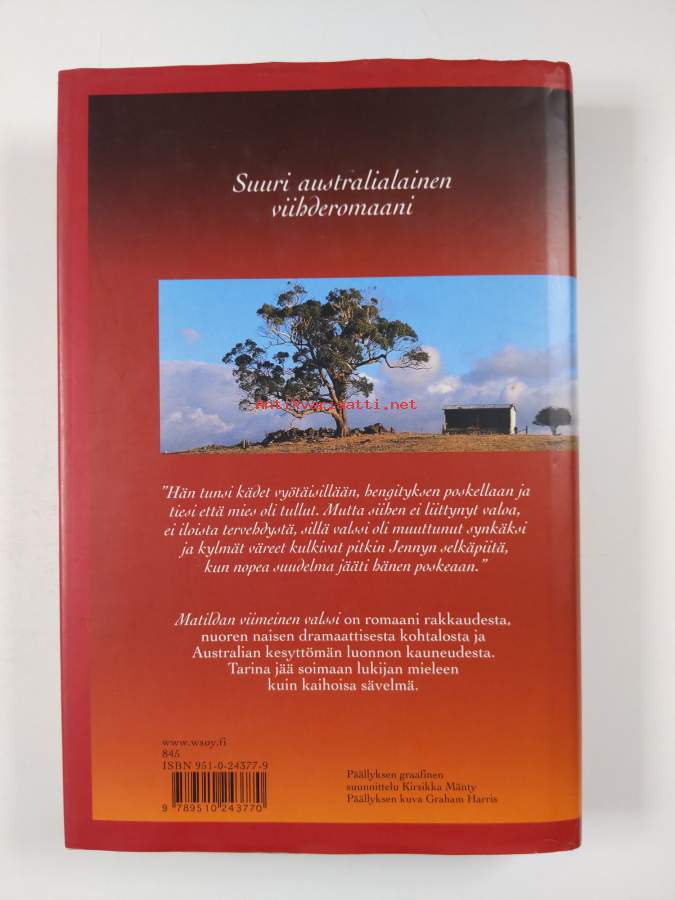 Suuri australialainen
viihderomaani
antikvariaatti.net
"Hän tunsi kädet vyötäisillään, hengityksen poskellaan ja
tiesi että mies oli tullut. Mutta siihen ei liittynyt valoa,
ei iloista tervehdystä, sillä valssi oli muuttunut synkäksi
ja kylmät väreet kulkivat pitkin Jennyn selkäpiitä,
kun nopea suudelma jääti hänen poskeaan."
Matildan viimeinen valssi on romaani rakkaudesta,
nuoren naisen dramaattisesta kohtalosta ja
Australian kesyttömän luonnon kauneudesta.
Tarina jää soimaan lukijan mieleen
kuin kaihoisa sävelmä.
www.wsoy.fi
845
ISBN 951-0-24377-9
9 789510 243770
Päällyksen graafinen
suunnittelu Kirsikka Mänty
Päällyksen kuva Graham Harris